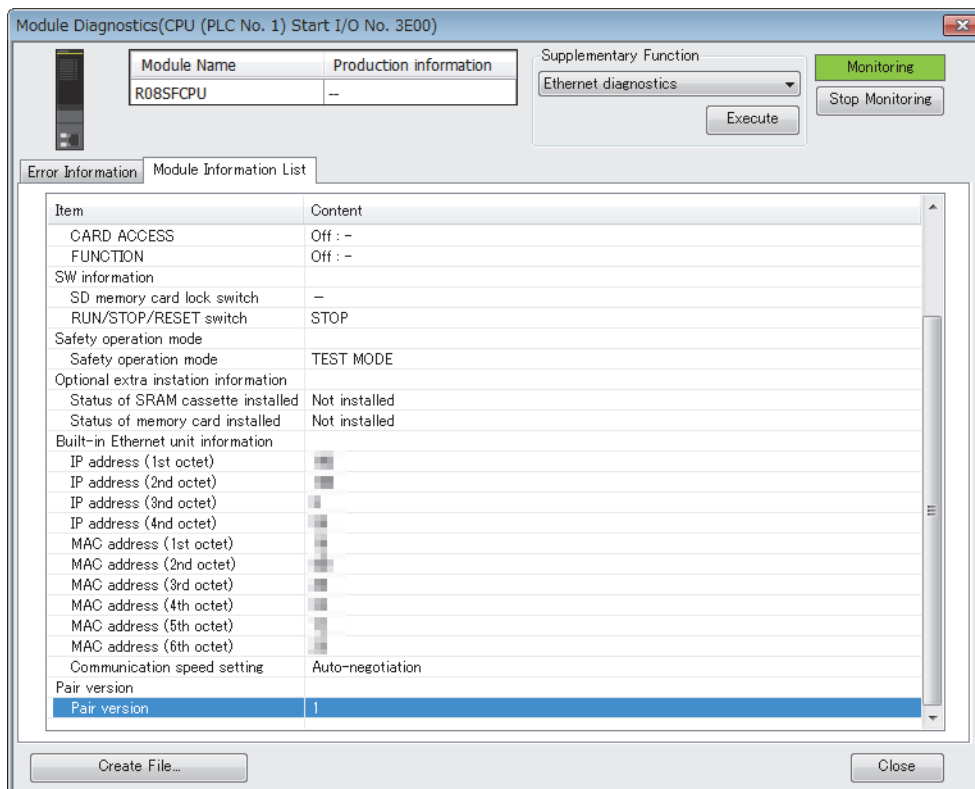 Module Diagnostics(CPU (PLC No. 1) Start I/O No. 3E00)
Module Name Production information
R08SFCPU --
Supplementary Function
Ethernet diagnostics
Execute
Monitoring
Stop Monitoring
Error Information Module Information List
Item Content
CARD ACCESS Off : -
FUNCTION Off : -
SW information
SD memory card lock switch -
RUN/STOP/RESET switch STOP
Safety operation mode
Safety operation mode TEST MODE
Optional extra instation information
Status of SRAM cassette installed Not installed
Status of memory card installed Not installed
Built-in Ethernet unit information
IP address (1st octet)
IP address (2nd octet)
IP address (3nd octet)
IP address (4nd octet)
MAC address (1st octet)
MAC address (2nd octet)
MAC address (3rd octet)
MAC address (4th octet)
MAC address (5th octet)
MAC address (6th octet)
Communication speed setting Auto-negotiation
Pair version
Pair version 1
Create File...
Close